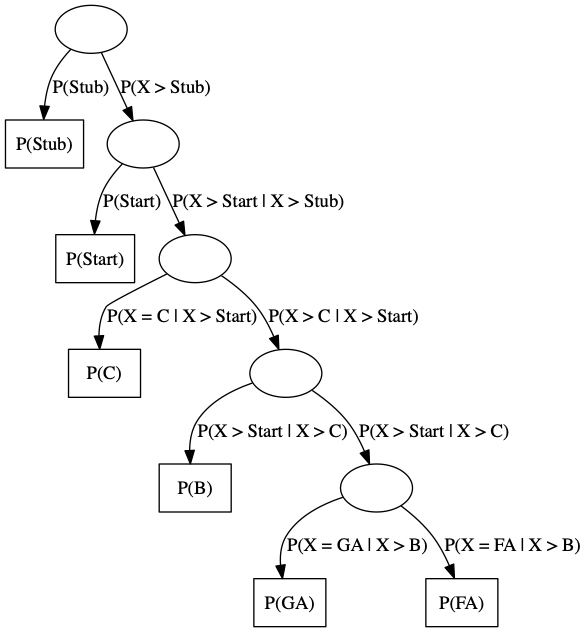 P(Stub) P(X > Stub)
P(Stub)
P(Start) P(X > Start | X > Stub)
P(Start)
P(X = C | X > Start) P(X > C | X > Start)
P(C)
P(X > Start | X > C) P(X > Start | X > C)
P(B)
P(X = GA | X > B) P(X = FA | X > B)
P(GA) P(FA)